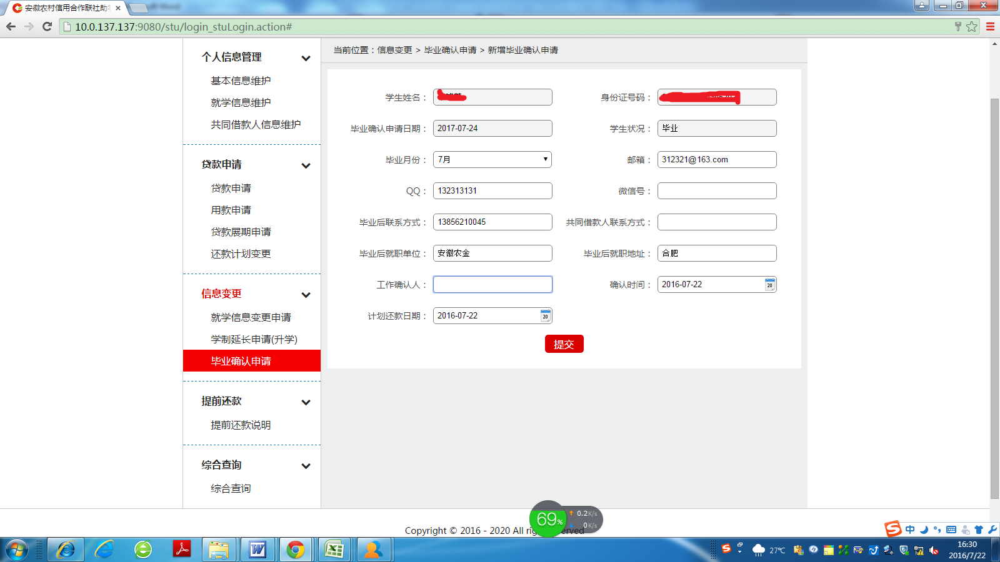 安徽农村信用合作联社助学
10.0.137.137:9080/stu/login_stuLogin.action#
个人信息管理
基本信息维护
就学信息维护
共同借款人信息维护
贷款申请
贷款申请
用款申请
贷款展期申请
还款计划变更
信息变更
就学信息变更申请
学制延长申请(升学)
毕业确认申请
提前还款
提前还款说明
综合查询
综合查询
当前位置：信息变更 > 毕业确认申请 > 新增毕业确认申请
学生姓名：
身份证号码：
毕业确认申请日期： 2017-07-24
学生状况： 毕业
毕业月份： 7月
邮箱： 312321@163.com
QQ： 132313131
微信号：
毕业后联系方式： 13856210045
共同借款人联系方式：
毕业后就职单位： 安徽农金
毕业后就职地址： 合肥
工作确认人：
确认时间： 2016-07-22 20
计划还款日期： 2016-07-22 20
提交
69% 0.2K/s
0K/s
Copyright © 2016 - 2020 All rig erved
中
27℃
16:30
2016/7/22